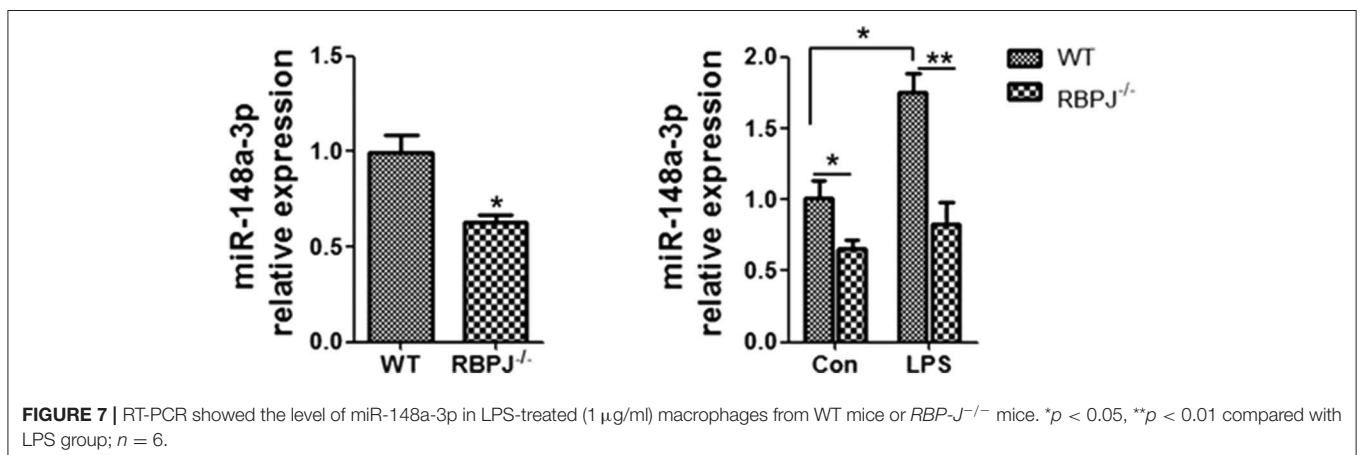 miR-148a-3p
relative expression
1.5
1.0
0.5
0.0
*
WT
RBPJ-/-
miR-148a-3p
relative expression
2.0
1.5
1.0
0.5
0.0
*
**
*
Con
LPS
WT
RBPJ-/-
FIGURE 7 | RT-PCR showed the level of miR-148a-3p in LPS-treated (1 μg/ml) macrophages from WT mice or RBP-J−/− mice. *p < 0.05, **p < 0.01 compared with
LPS group; n = 6.